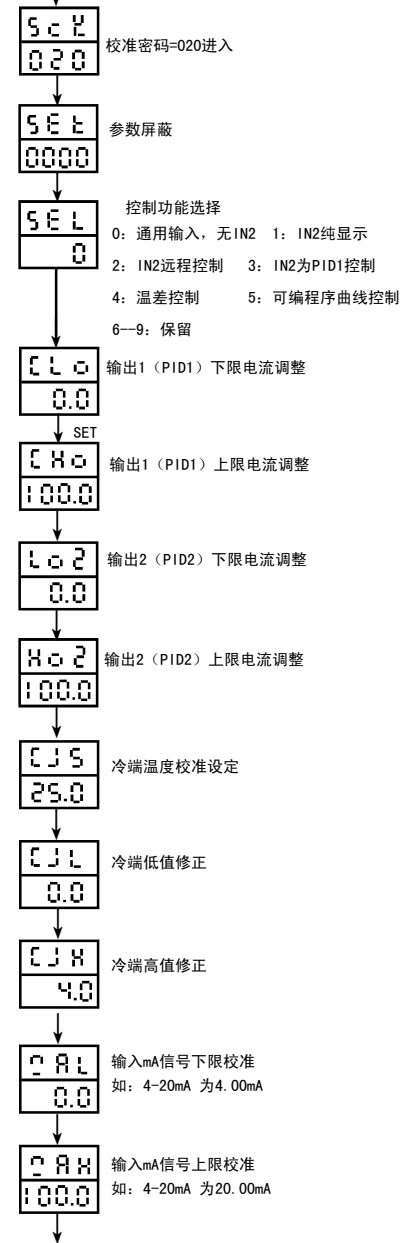 ScK
020
校准密码=020进入
SEt
0000
参数屏蔽
SEL
0
控制功能选择
0：通用输入，无IN2 1：IN2纯显示
2：IN2远程控制 3：IN2为PID1控制
4：温差控制 5：可编程序曲线控制
6--9：保留
CLo
0.0
输出1（PID1）下限电流调整
SET
CHo
100.0
输出1（PID1）上限电流调整
Lo2
0.0
输出2（PID2）下限电流调整
Ho2
100.0
输出2（PID2）上限电流调整
CJS
25.0
冷端温度校准设定
CJL
0.0
冷端低值修正
CJH
4.0
冷端高值修正
mAL
0.0
输入mA信号下限校准
如：4-20mA 为4.00mA
mAH
100.0
输入mA信号上限校准
如：4-20mA 为20.00mA